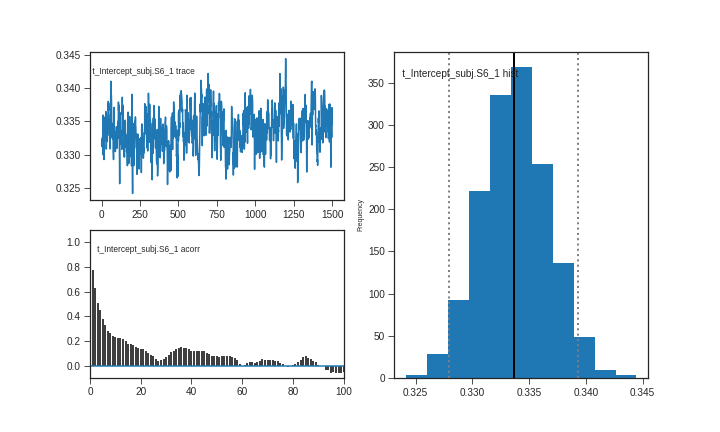 t_Intercept_subj.S6_1 trace
0.345
0.340
0.335
0.330
0.325
0 250 500 750 1000 1250 1500
t_Intercept_subj.S6_1 acorr
1.0
0.8
0.6
0.4
0.2
0.0
0 20 40 60 80 100
t_Intercept_subj.S6_1 hist
Frequency
350
300
250
200
150
100
50
0
0.325 0.330 0.335 0.340 0.345